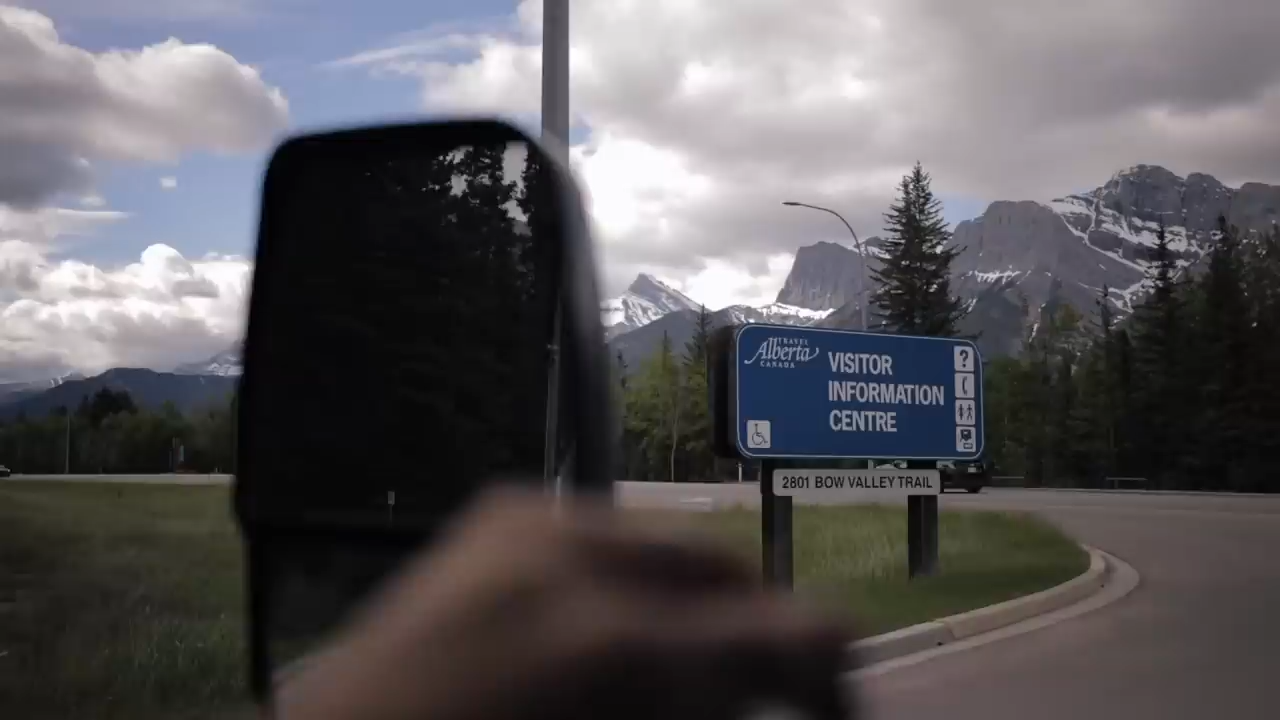 TRAVEL
Alberta
CANADA
VISITOR
INFORMATION
CENTRE
?
2801 BOW VALLEY TRAIL